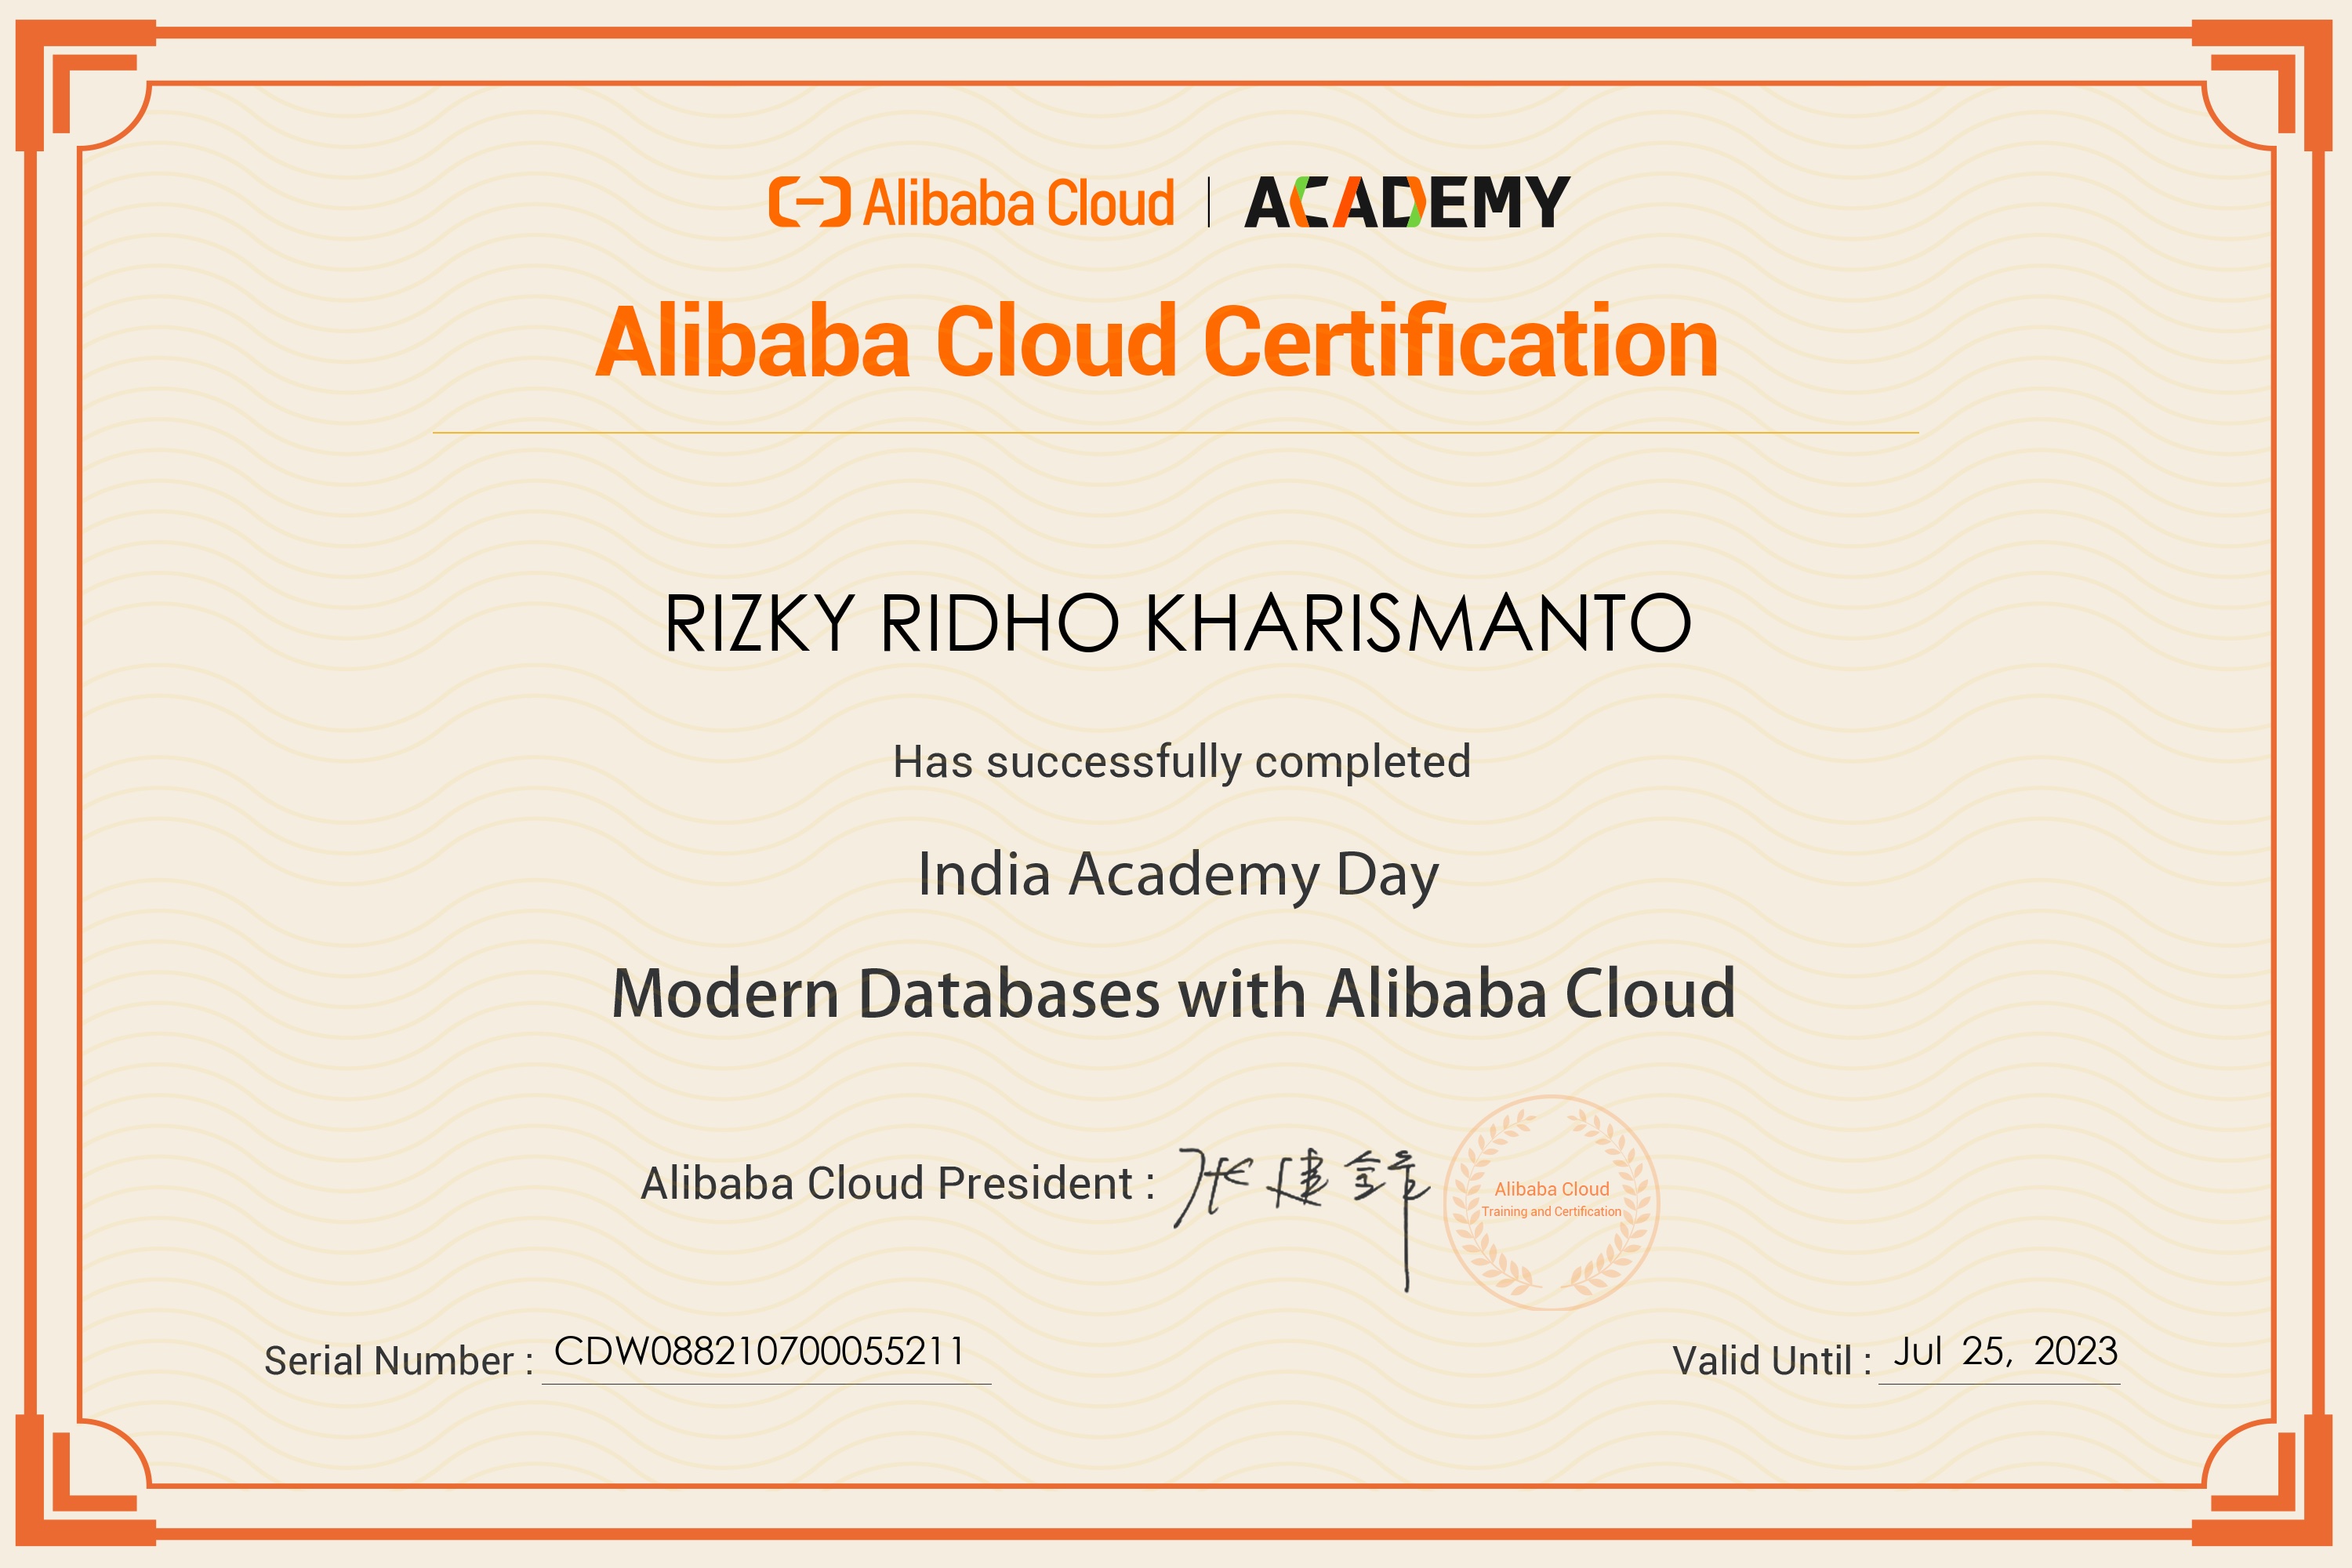 Alibaba Cloud | ACADEMY
Alibaba Cloud Certification
RIZKY RIDHO KHARISMANTO
Has successfully completed
India Academy Day
Modern Databases with Alibaba Cloud
Alibaba Cloud President : 张建锋
Alibaba Cloud
Training and Certification
Serial Number : CDW088210700055211
Valid Until : Jul 25, 2023